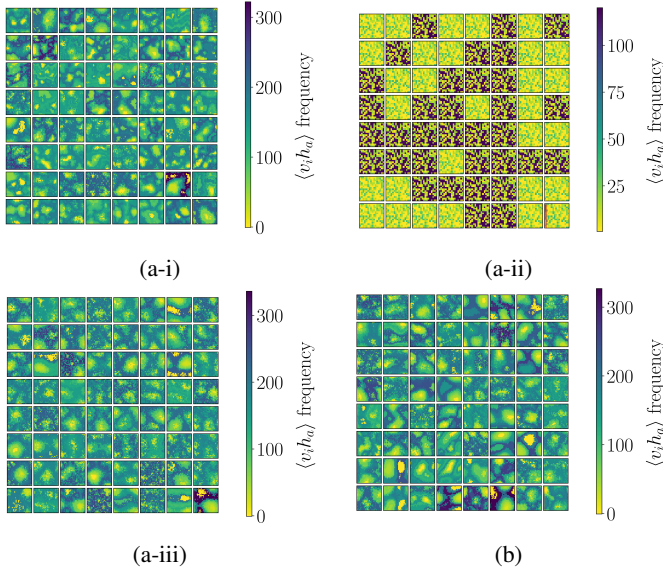 300
200
100
0
⟨v_i h_a⟩ frequency
(a-i)
100
75
50
25
⟨v_i h_a⟩ frequency
(a-ii)
300
200
100
0
⟨v_i h_a⟩ frequency
(a-iii)
300
200
100
0
⟨v_i h_a⟩ frequency
(b)